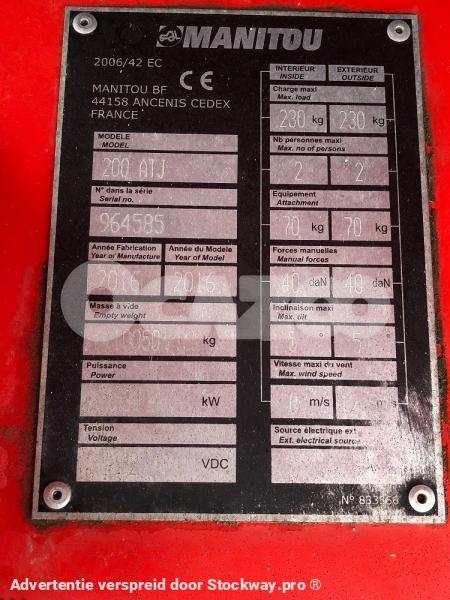 MANITOU
2006/42 EC
CE
MANITOU BF
44158 ANCENIS CEDEX
FRANCE
MODELE
MODEL
200 ATJ
N° dans la série
Serial no.
964585
Année Fabrication Année du Modele
Year of Manufacture Year of Model
2016 2016
Masse à vide
Empty weight
kg
Puissance
Power
kW
Tension
Voltage
VDC
INTERIEUR EXTERIEUR
INSIDE OUTSIDE
Charge maxi
Max. load
230 kg 230 kg
Nb personnes maxi
Max. no of persons
2 2
Equipement
Attachment
70 kg 70 kg
Forces manuelles
Manual forces
40 daN 40 daN
Inclinaison maxi
Max. tilt
° 5 °
Vitesse maxi du vent
Max. wind speed
0 m/s m/s
Source électrique ext
Ext. electrical source
N° 833366
Advertentie verspreid door Stockway.pro ®